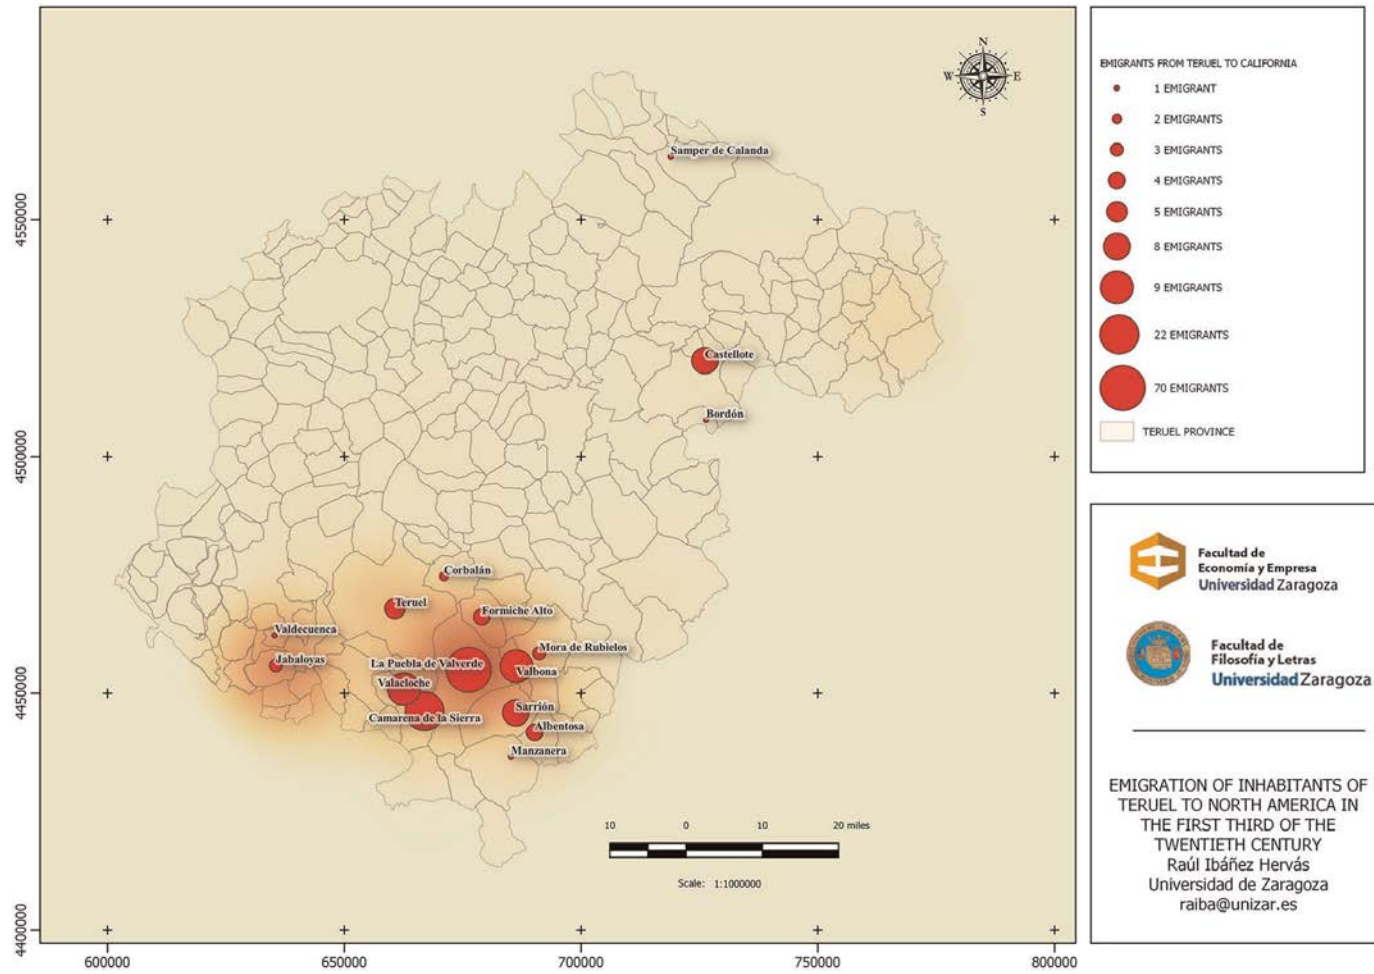 N
W
E
S
Samper de Calanda
Castellote
Bordón
Corbalán
Teruel
Formiche Alto
Valdecuenca
Mora de Rubielos
Jabaloyas
La Puebla de Valverde
Valbona
Valacloche
Sarrión
Camarena de la Sierra
Albentosa
Manzanera
10 0 10 20 miles
Scale: 1:1000000
4550000
4500000
4450000
4400000
600000 650000 700000 750000 800000
EMIGRANTS FROM TERUEL TO CALIFORNIA
1 EMIGRANT
2 EMIGRANTS
3 EMIGRANTS
4 EMIGRANTS
5 EMIGRANTS
8 EMIGRANTS
9 EMIGRANTS
22 EMIGRANTS
70 EMIGRANTS
TERUEL PROVINCE
Facultad de
Economía y Empresa
Universidad Zaragoza
Facultad de
Filosofía y Letras
Universidad Zaragoza
EMIGRATION OF INHABITANTS OF
TERUEL TO NORTH AMERICA IN
THE FIRST THIRD OF THE
TWENTIETH CENTURY
Raúl Ibáñez Hervás
Universidad de Zaragoza
raiba@unizar.es